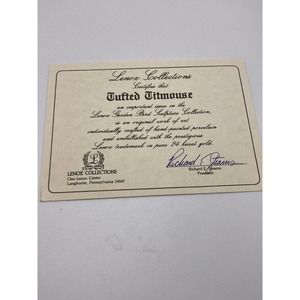 Lenox Collections
Certifies that
Tufted Titmouse
an important issue in the
Lenox Garden Bird Sculpture Collection,
is an original work of art
individually crafted of hand-painted porcelain
and embellished with the prestigious
Lenox trademark in pure 24 karat gold.
L
LENOX COLLECTIONS
One Lenox Center
Langhorne, Pennsylvania 19047
Richard S. Stearns
President